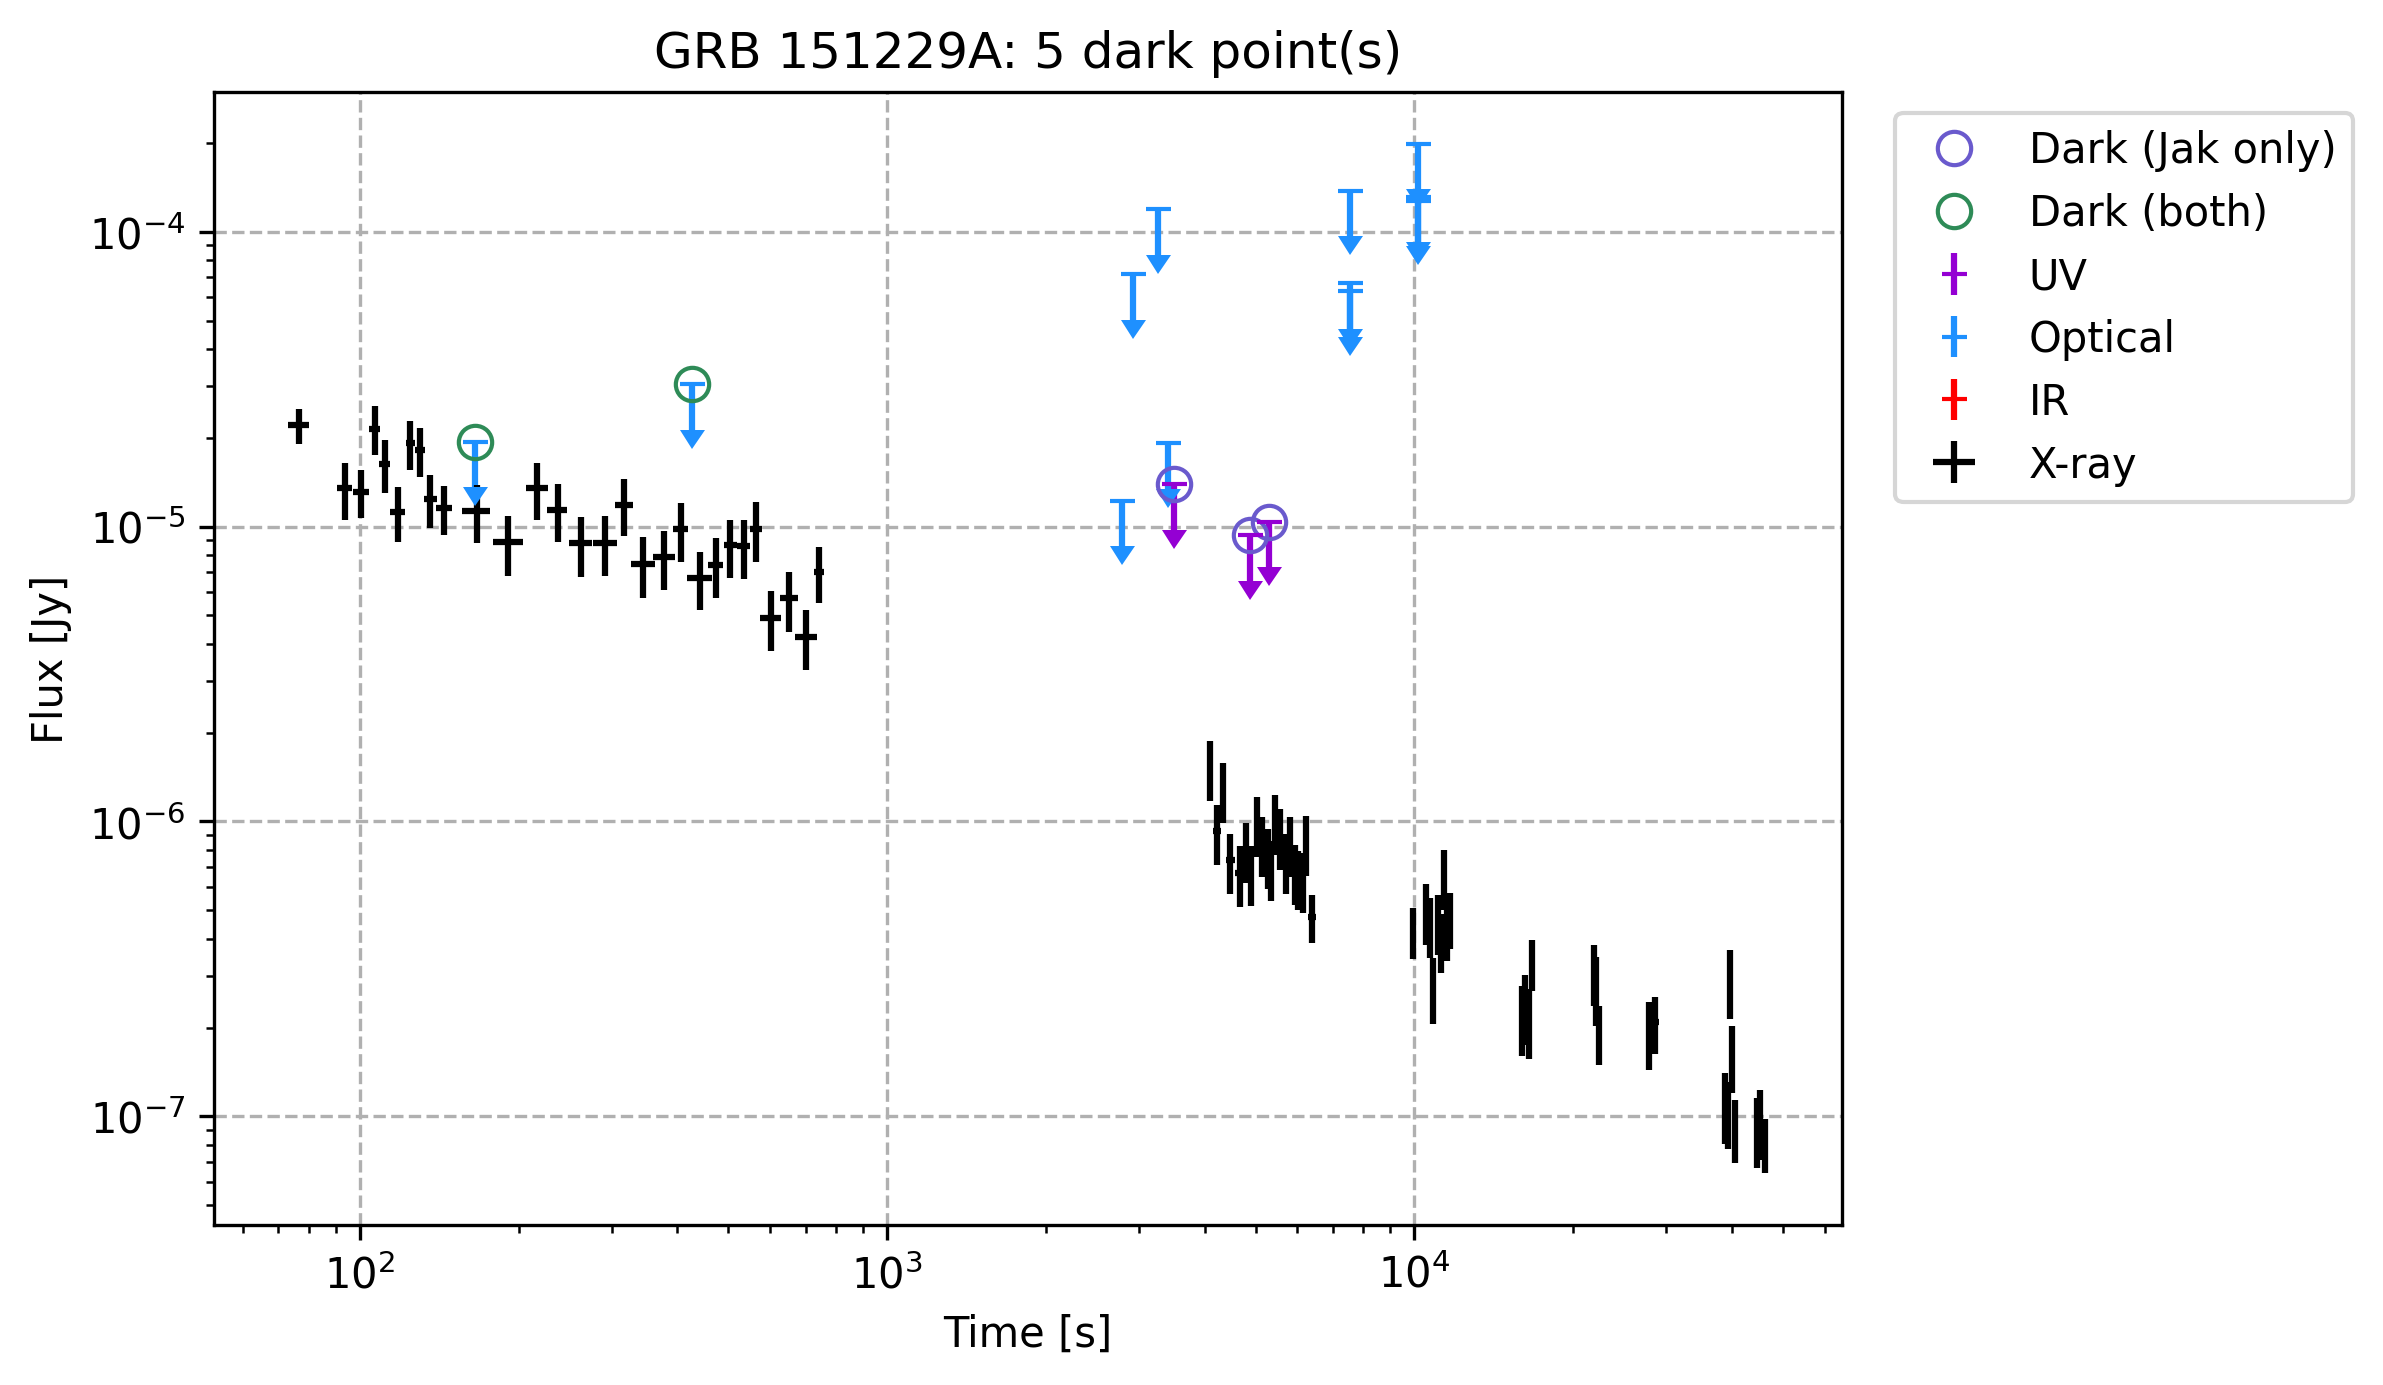 GRB 151229A: 5 dark point(s)
Flux [Jy]
10⁻⁴
10⁻⁵
10⁻⁶
10⁻⁷
10² 10³ 10⁴
Time [s]
Dark (Jak only)
Dark (both)
UV
Optical
IR
X-ray